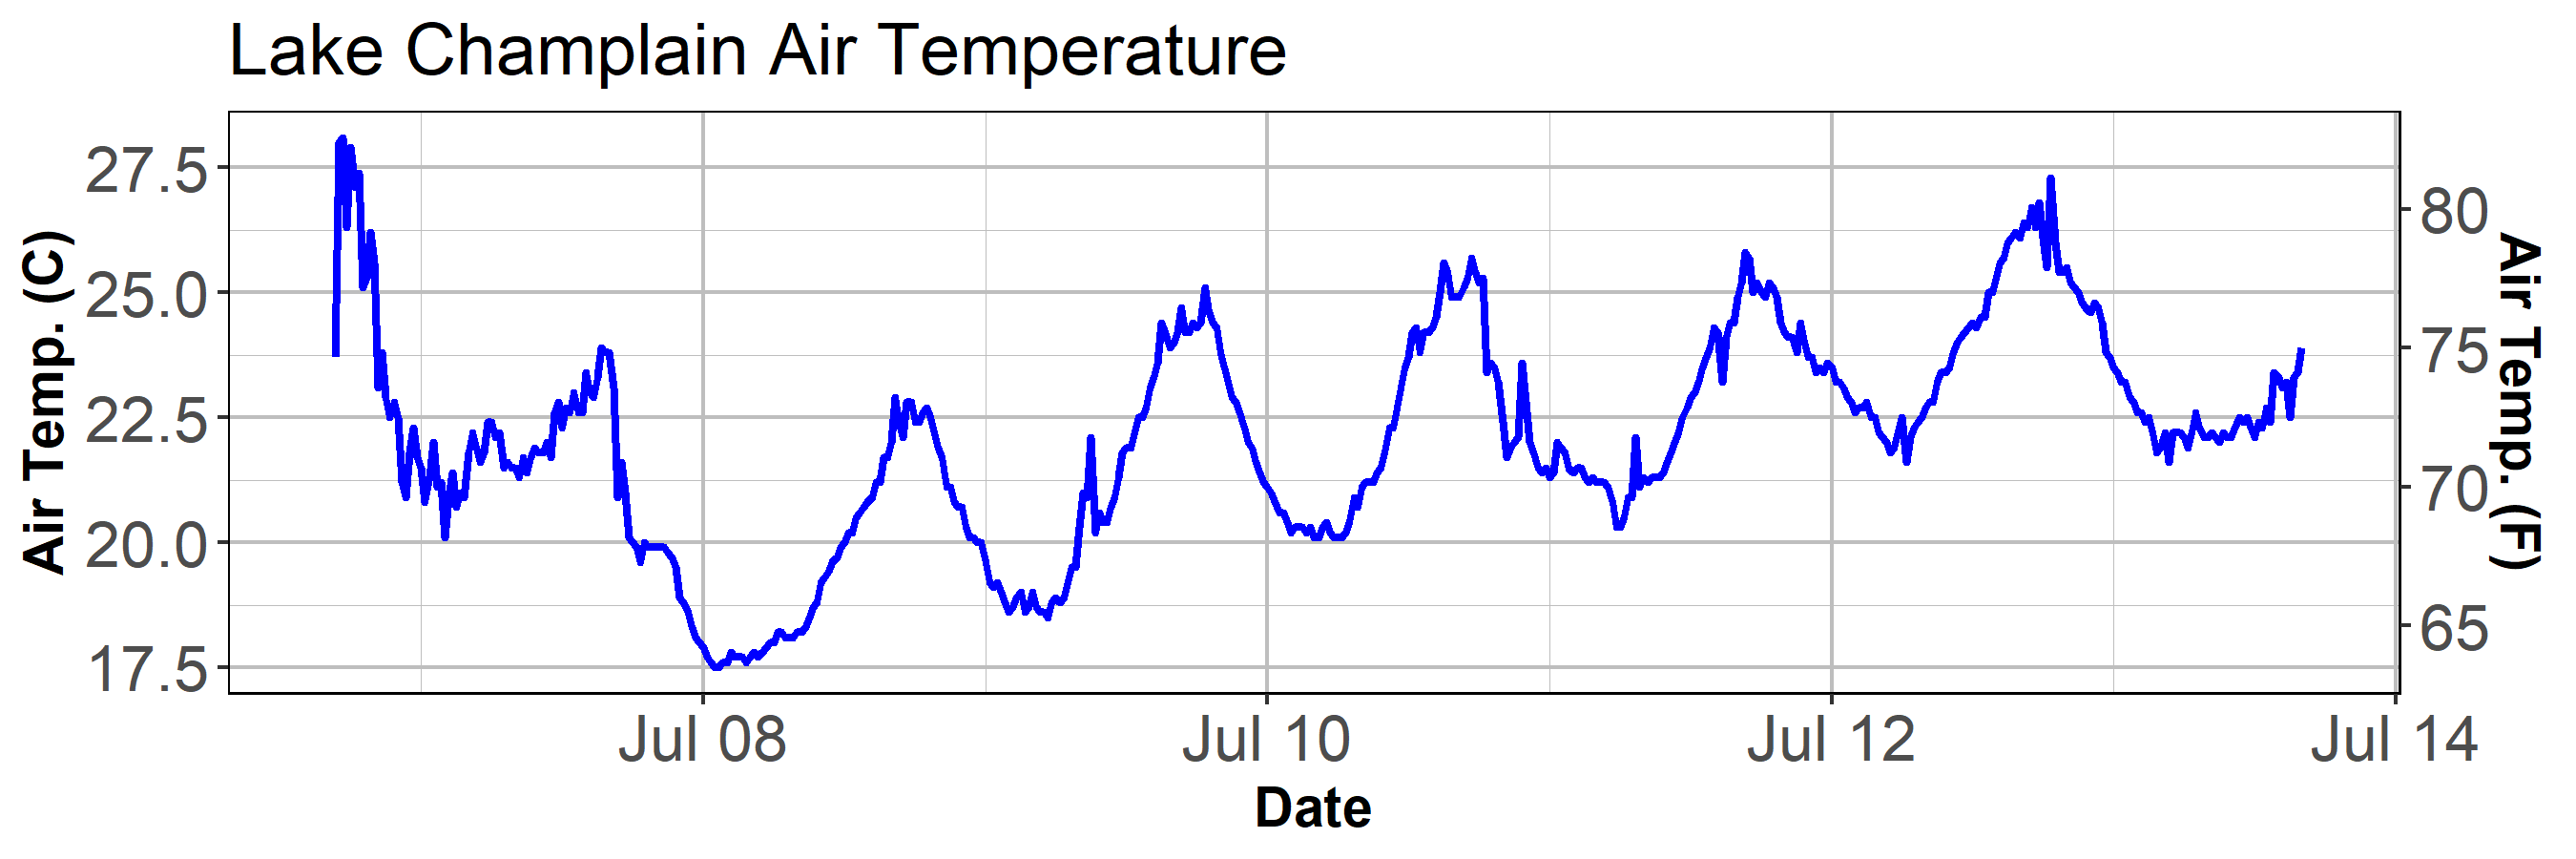 Lake Champlain Air Temperature
Air Temp. (C)
27.5
25.0
22.5
20.0
17.5
80
75
70
65
Air Temp. (F)
Jul 08
Jul 10
Jul 12
Jul 14
Date